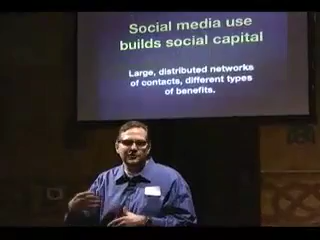 Social media use
builds social capital
Large, distributed networks
of contacts, different types
of benefits.